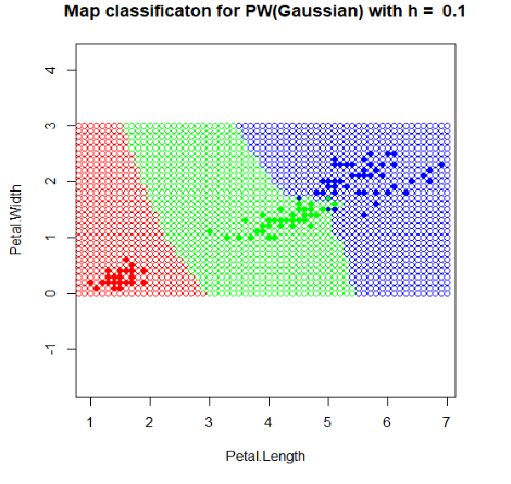 Map classificaton for PW(Gaussian) with h = 0.1
4
3
2
1
0
-1
Petal.Width
1 2 3 4 5 6 7
Petal.Length